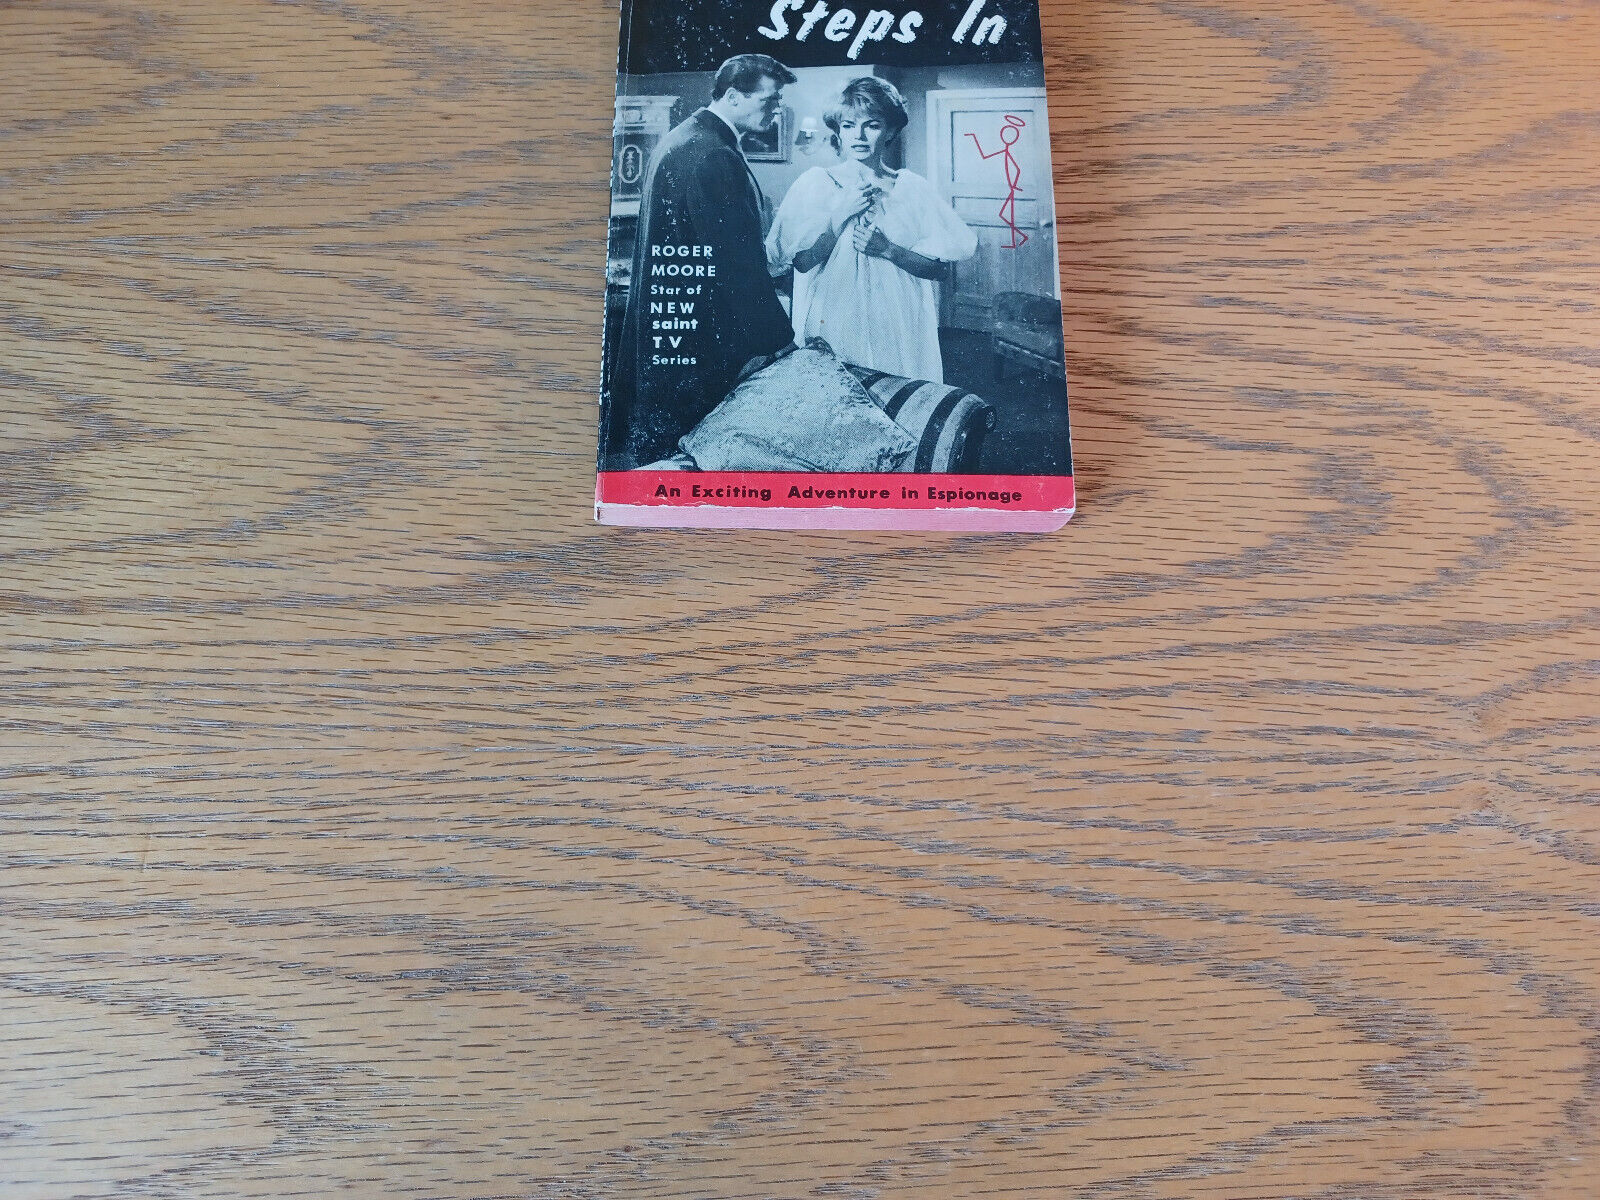 Steps In
ROGER
MOORE
Star of
NEW
saint
TV
Series
An Exciting Adventure in Espionage